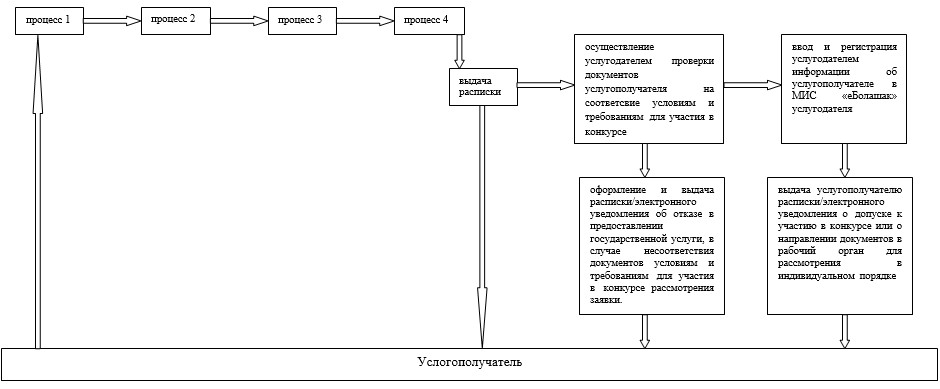 процесс 1
процесс 2
процесс 3
процесс 4
выдача
расписки
осуществление
услугодателем проверки
документов
услугополучателя на
соответсвие условиям и
требованиям для участия в
конкурсе
ввод и регистрация
услугодателем
информации об
услугополучателе в
МИС «еБолашак»
услугодателя
оформление и выдача
расписки/электронного
уведомления об отказе в
предоставлении
государственной услуги, в
случае несоответствия
документов условиям и
требованиям для участия
в конкурсе рассмотрения
заявки.
выдача услугополучателю
расписки/электронного
уведомления о допуске к
участию в конкурсе или о
направлении документов в
рабочий орган для
рассмотрения в
индивидуальном порядке
Услогополучатель